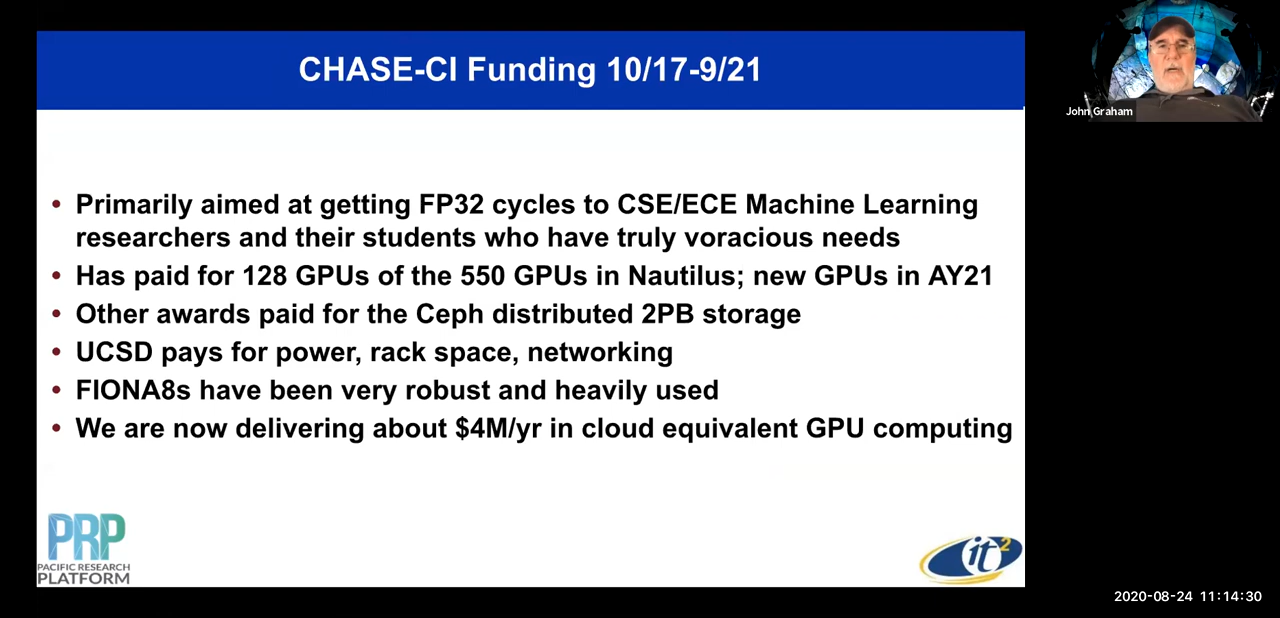 CHASE-CI Funding 10/17-9/21
John Graham
• Primarily aimed at getting FP32 cycles to CSE/ECE Machine Learning
researchers and their students who have truly voracious needs
• Has paid for 128 GPUs of the 550 GPUs in Nautilus; new GPUs in AY21
• Other awards paid for the Ceph distributed 2PB storage
• UCSD pays for power, rack space, networking
• FIONA8s have been very robust and heavily used
• We are now delivering about $4M/yr in cloud equivalent GPU computing
PRP
PACIFIC RESEARCH
PLATFORM
it2
2020-08-24 11:14:30